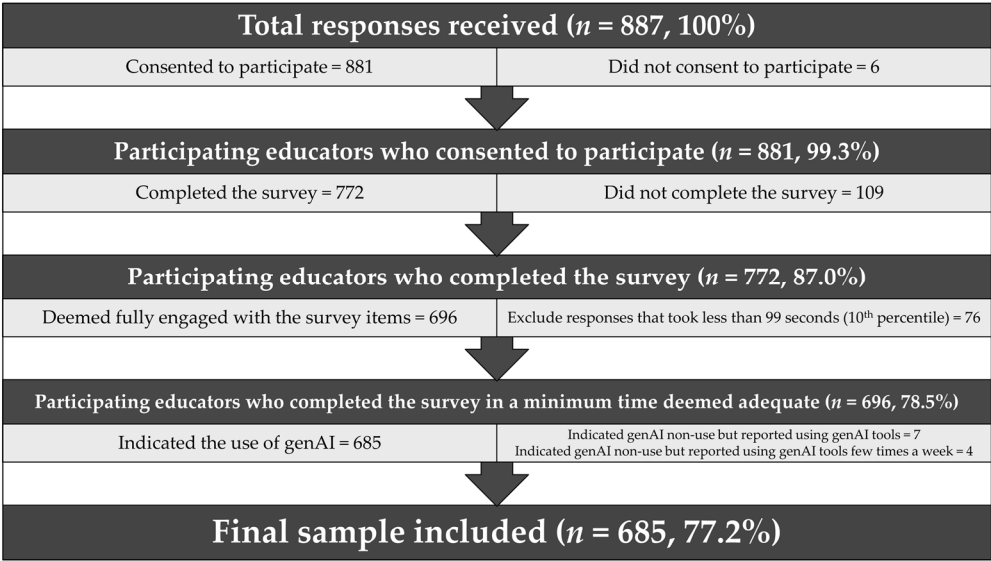 Total responses received (n = 887, 100%)
Consented to participate = 881
Did not consent to participate = 6
Participating educators who consented to participate (n = 881, 99.3%)
Completed the survey = 772
Did not complete the survey = 109
Participating educators who completed the survey (n = 772, 87.0%)
Deemed fully engaged with the survey items = 696
Exclude responses that took less than 99 seconds (10th percentile) = 76
Participating educators who completed the survey in a minimum time deemed adequate (n = 696, 78.5%)
Indicated the use of genAI = 685
Indicated genAI non-use but reported using genAI tools = 7
Indicated genAI non-use but reported using genAI tools few times a week = 4
Final sample included (n = 685, 77.2%)